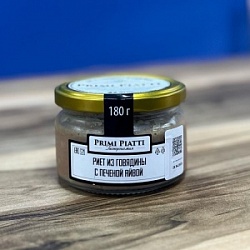 180 г
PRIMI PIATTI
РИЕТ ИЗ ГОВЯДИНЫ
С ПЕЧЕНОЙ АЙВОЙ